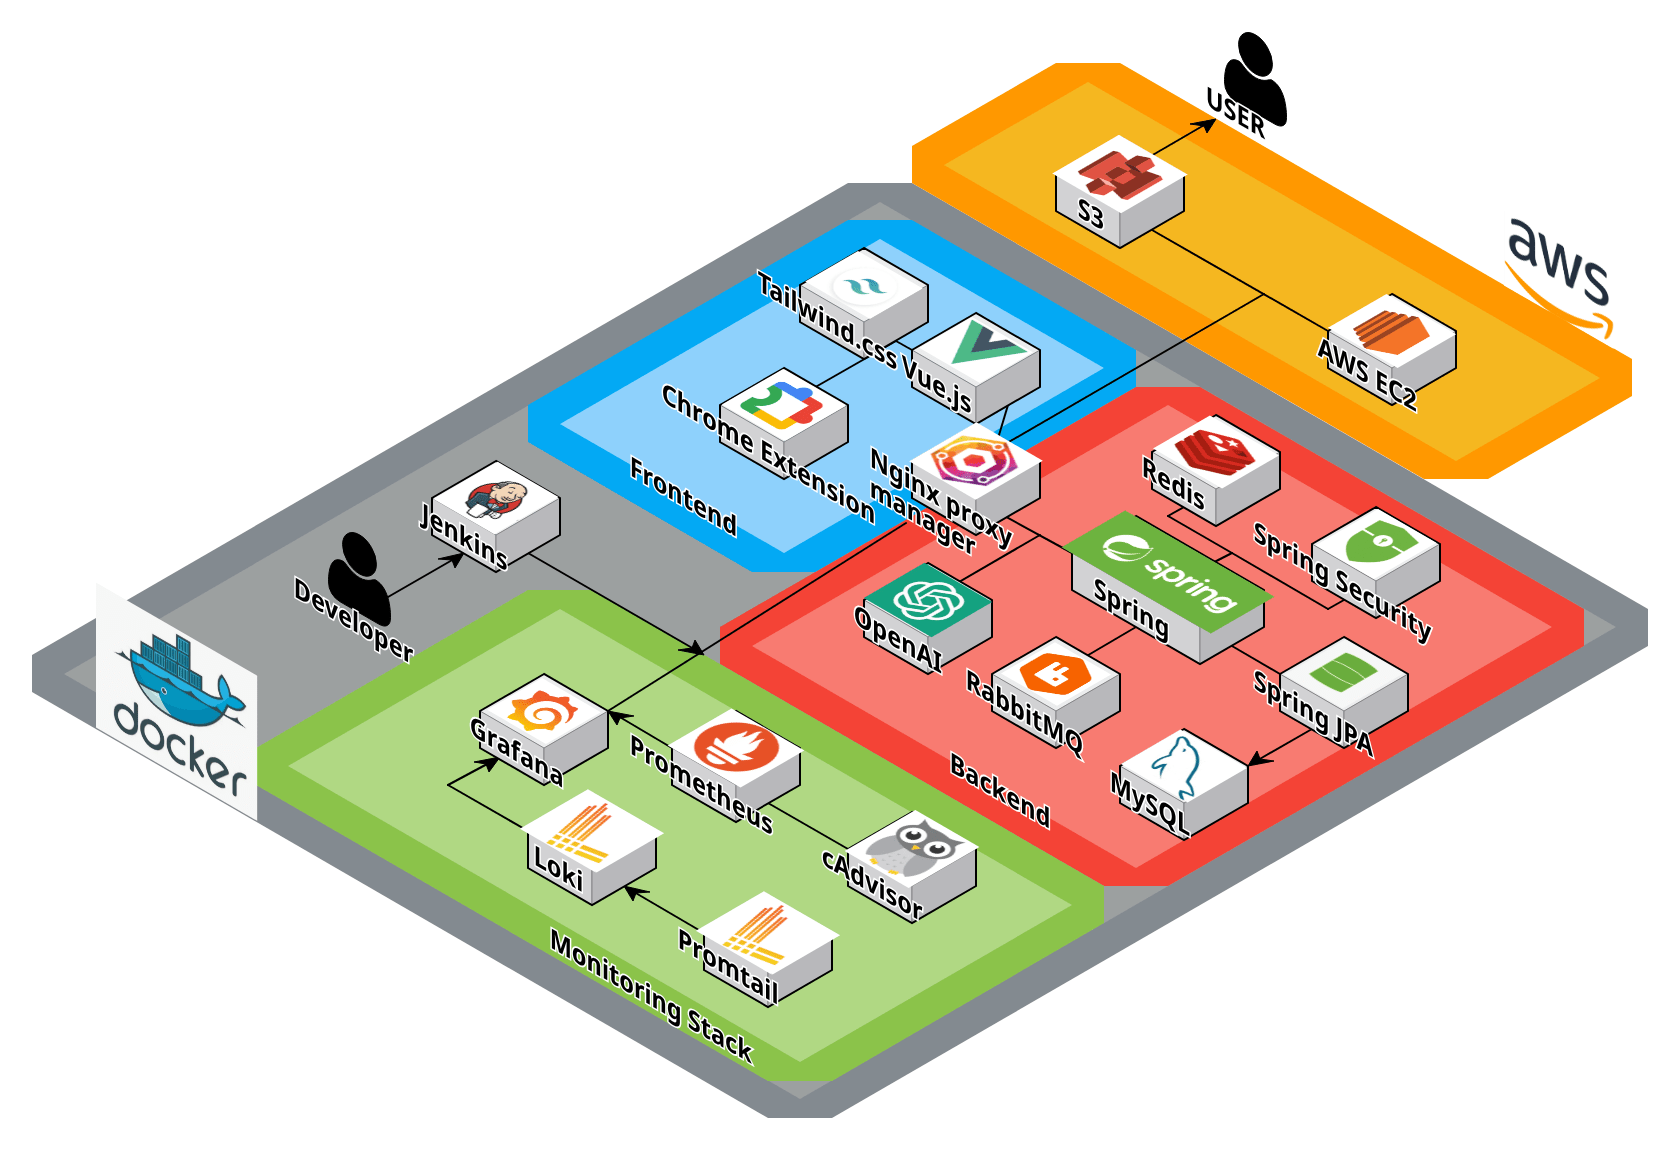 USER
S3
aws
AWS EC2
Tailwind.css
Vue.js
Chrome Extension
Frontend
Nginx proxy
manager
Redis
Spring Security
spring
Spring
OpenAI
RabbitMQ
Spring JPA
MySQL
Backend
Jenkins
Developer
docker
Grafana
Prometheus
Loki
cAdvisor
Promtail
Monitoring Stack